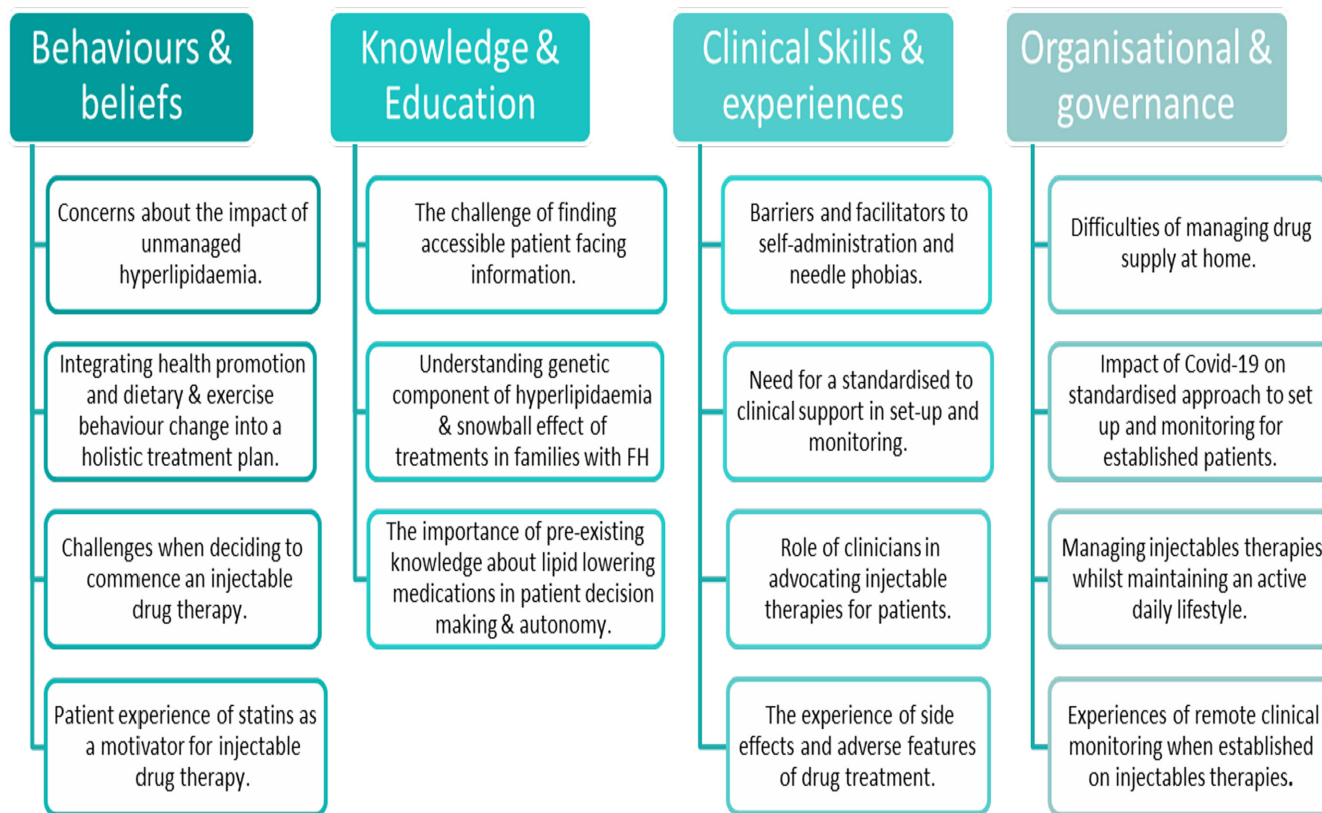 Behaviours &
beliefs
Concerns about the impact of
unmanaged
hyperlipidaemia.
Integrating health promotion
and dietary & exercise
behaviour change into a
holistic treatment plan.
Challenges when deciding to
commence an injectable
drug therapy.
Patient experience of statins as
a motivator for injectable
drug therapy.
Knowledge &
Education
The challenge of finding
accessible patient facing
information.
Understanding genetic
component of hyperlipidaemia
& snowball effect of
treatments in families with FH
The importance of pre-existing
knowledge about lipid lowering
medications in patient decision
making & autonomy.
Clinical Skills &
experiences
Barriers and facilitators to
self-administration and
needle phobias.
Need for a standardised to
clinical support in set-up and
monitoring.
Role of clinicians in
advocating injectable
therapies for patients.
The experience of side
effects and adverse features
of drug treatment.
Organisational &
governance
Difficulties of managing drug
supply at home.
Impact of Covid-19 on
standardised approach to set
up and monitoring for
established patients.
Managing injectables therapies
whilst maintaining an active
daily lifestyle.
Experiences of remote clinical
monitoring when established
on injectables therapies.